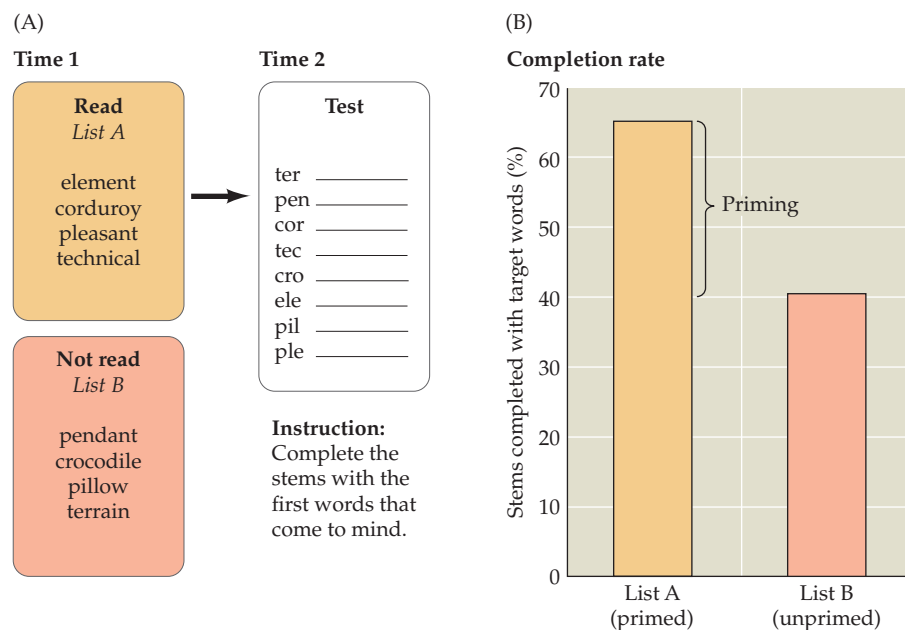 (A)
Time 1
Read
List A
element
corduroy
pleasant
technical
Not read
List B
pendant
crocodile
pillow
terrain
Time 2
Test
ter
pen
cor
tec
cro
ele
pil
ple
Instruction:
Complete the
stems with the
first words that
come to mind.
(B)
Completion rate
Stems completed with target words (%)
70
60
50
40
30
20
10
0
Priming
List A
(primed)
List B
(unprimed)